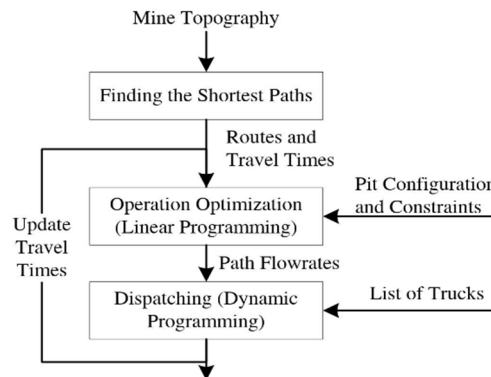 Mine Topography
Finding the Shortest Paths
Routes and
Travel Times
Operation Optimization
(Linear Programming)
Pit Configuration
and Constraints
Update
Travel
Times
Path Flowrates
Dispatching (Dynamic
Programming)
List of Trucks